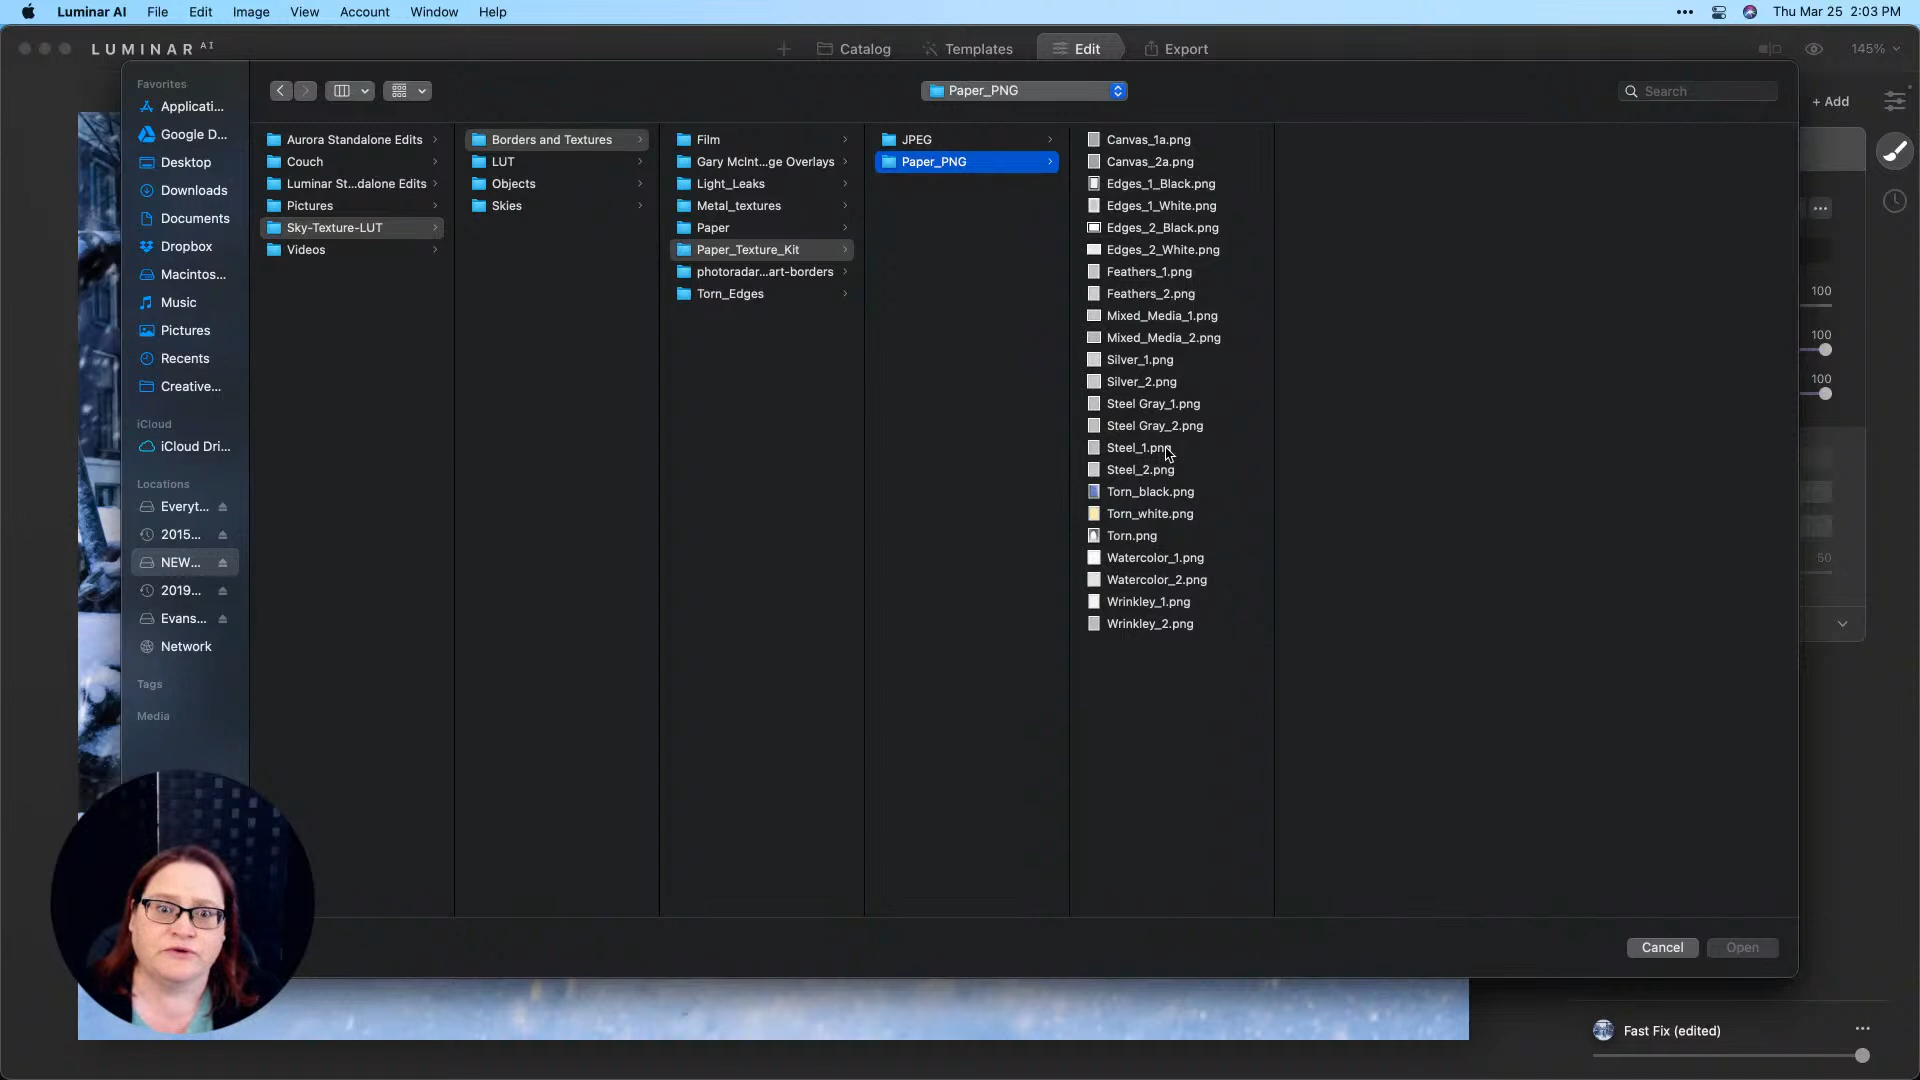 Luminar AI File Edit Image View Account Window Help
Thu Mar 25 2:03 PM
LUMINAR AI
Catalog
Templates
Edit
Export
145%
Favorites
Applicati...
Google D...
Desktop
Downloads
Documents
Dropbox
Macintos...
Music
Pictures
Recents
Creative...
iCloud
iCloud Dri...
Locations
Everyt...
2015...
NEW...
2019...
Evans...
Network
Tags
Media
Paper_PNG
Search
Aurora Standalone Edits
Couch
Luminar St...dalone Edits
Pictures
Sky-Texture-LUT
Videos
Borders and Textures
LUT
Objects
Skies
Film
Gary McInt...ge Overlays
Light_Leaks
Metal_textures
Paper
Paper_Texture_Kit
photoradar...art-borders
Torn_Edges
JPEG
Paper_PNG
Canvas_1a.png
Canvas_2a.png
Edges_1_Black.png
Edges_1_White.png
Edges_2_Black.png
Edges_2_White.png
Feathers_1.png
Feathers_2.png
Mixed_Media_1.png
Mixed_Media_2.png
Silver_1.png
Silver_2.png
Steel Gray_1.png
Steel Gray_2.png
Steel_1.png
Steel_2.png
Torn_black.png
Torn_white.png
Torn.png
Watercolor_1.png
Watercolor_2.png
Wrinkley_1.png
Wrinkley_2.png
Cancel
Open
+ Add
100
100
100
50
Fast Fix (edited)